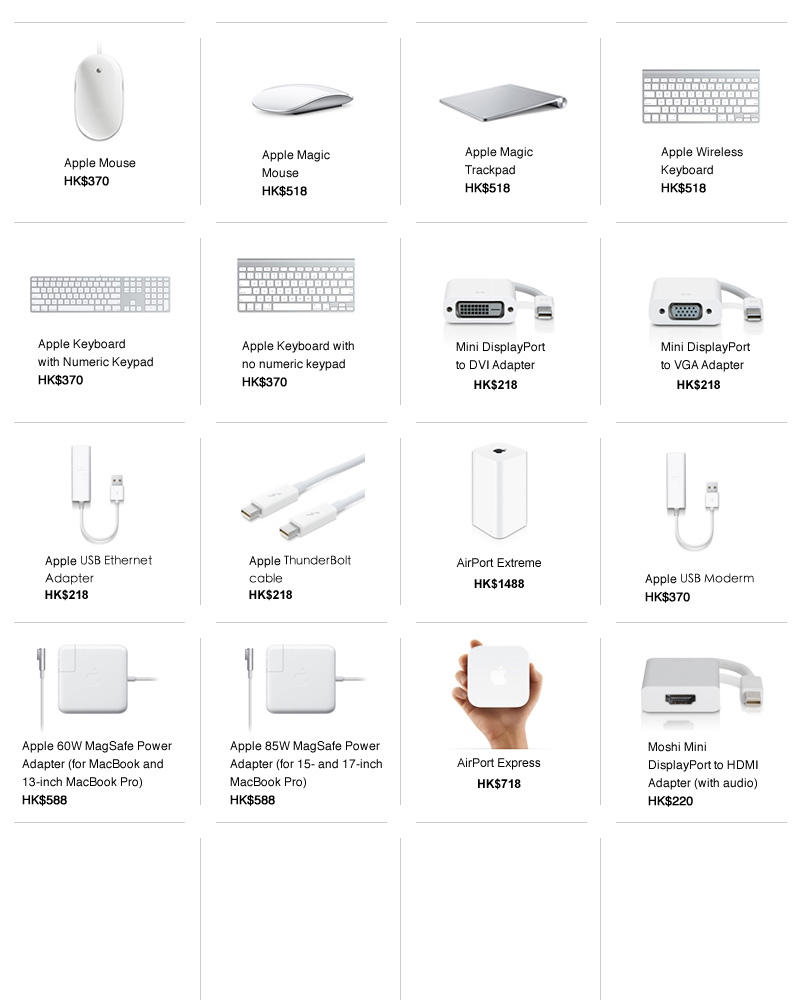 Apple Mouse
HK$370
Apple Magic
Mouse
HK$518
Apple Magic
Trackpad
HK$518
Apple Wireless
Keyboard
HK$518
Apple Keyboard
with Numeric Keypad
HK$370
Apple Keyboard with
no numeric keypad
HK$370
Mini DisplayPort
to DVI Adapter
HK$218
Mini DisplayPort
to VGA Adapter
HK$218
Apple USB Ethernet
Adapter
HK$218
Apple ThunderBolt
cable
HK$218
AirPort Extreme
HK$1488
Apple USB Moderm
HK$370
Apple 60W MagSafe Power
Adapter (for MacBook and
13-inch MacBook Pro)
HK$588
Apple 85W MagSafe Power
Adapter (for 15- and 17-inch
MacBook Pro)
HK$588
AirPort Express
HK$718
Moshi Mini
DisplayPort to HDMI
Adapter (with audio)
HK$220